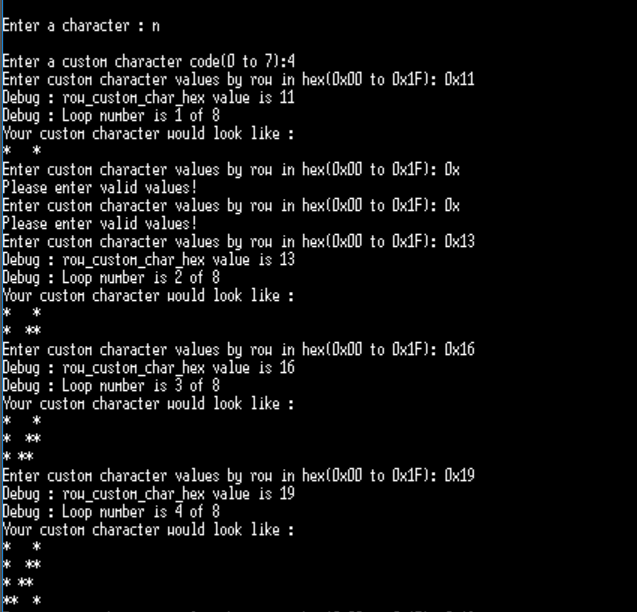 Enter a character : n
Enter a custom character code(0 to 7):4
Enter custom character values by row in hex(0x00 to 0x1F): 0x11
Debug : row_custom_char_hex value is 11
Debug : Loop number is 1 of 8
Your custom character would look like :
*   *
Enter custom character values by row in hex(0x00 to 0x1F): 0x
Please enter valid values!
Enter custom character values by row in hex(0x00 to 0x1F): 0x
Please enter valid values!
Enter custom character values by row in hex(0x00 to 0x1F): 0x13
Debug : row_custom_char_hex value is 13
Debug : Loop number is 2 of 8
Your custom character would look like :
*   *
*  **
Enter custom character values by row in hex(0x00 to 0x1F): 0x16
Debug : row_custom_char_hex value is 16
Debug : Loop number is 3 of 8
Your custom character would look like :
*   *
*  **
* **
Enter custom character values by row in hex(0x00 to 0x1F): 0x19
Debug : row_custom_char_hex value is 19
Debug : Loop number is 4 of 8
Your custom character would look like :
*   *
*  **
* **
**  *